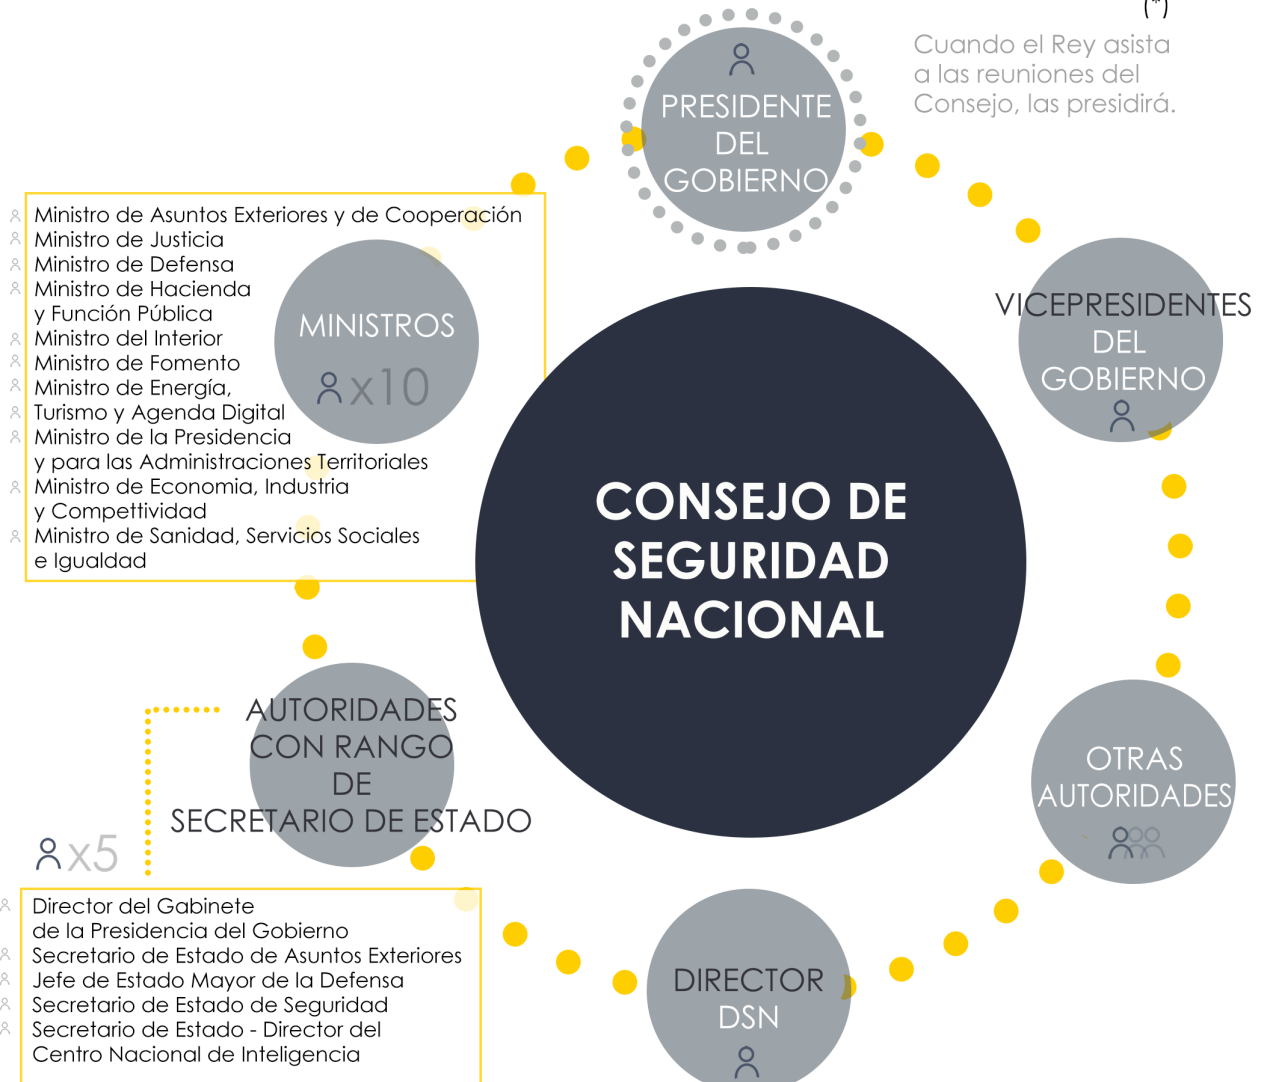 (*)
Cuando el Rey asista
a las reuniones del
Consejo, las presidirá.
PRESIDENTE
DEL
GOBIERNO
VICEPRESIDENTES
DEL
GOBIERNO
Ministro de Asuntos Exteriores y de Cooperación
Ministro de Justicia
Ministro de Defensa
Ministro de Hacienda
y Función Pública
Ministro del Interior
Ministro de Fomento
Ministro de Energía,
Turismo y Agenda Digital
Ministro de la Presidencia
y para las Administraciones Territoriales
Ministro de Economia, Industria
y Compettividad
Ministro de Sanidad, Servicios Sociales
e Igualdad
MINISTROS
x10
CONSEJO DE
SEGURIDAD
NACIONAL
AUTORIDADES
CON RANGO
DE
SECRETARIO DE ESTADO
x5
OTRAS
AUTORIDADES
Director del Gabinete
de la Presidencia del Gobierno
Secretario de Estado de Asuntos Exteriores
Jefe de Estado Mayor de la Defensa
Secretario de Estado de Seguridad
Secretario de Estado - Director del
Centro Nacional de Inteligencia
DIRECTOR
DSN